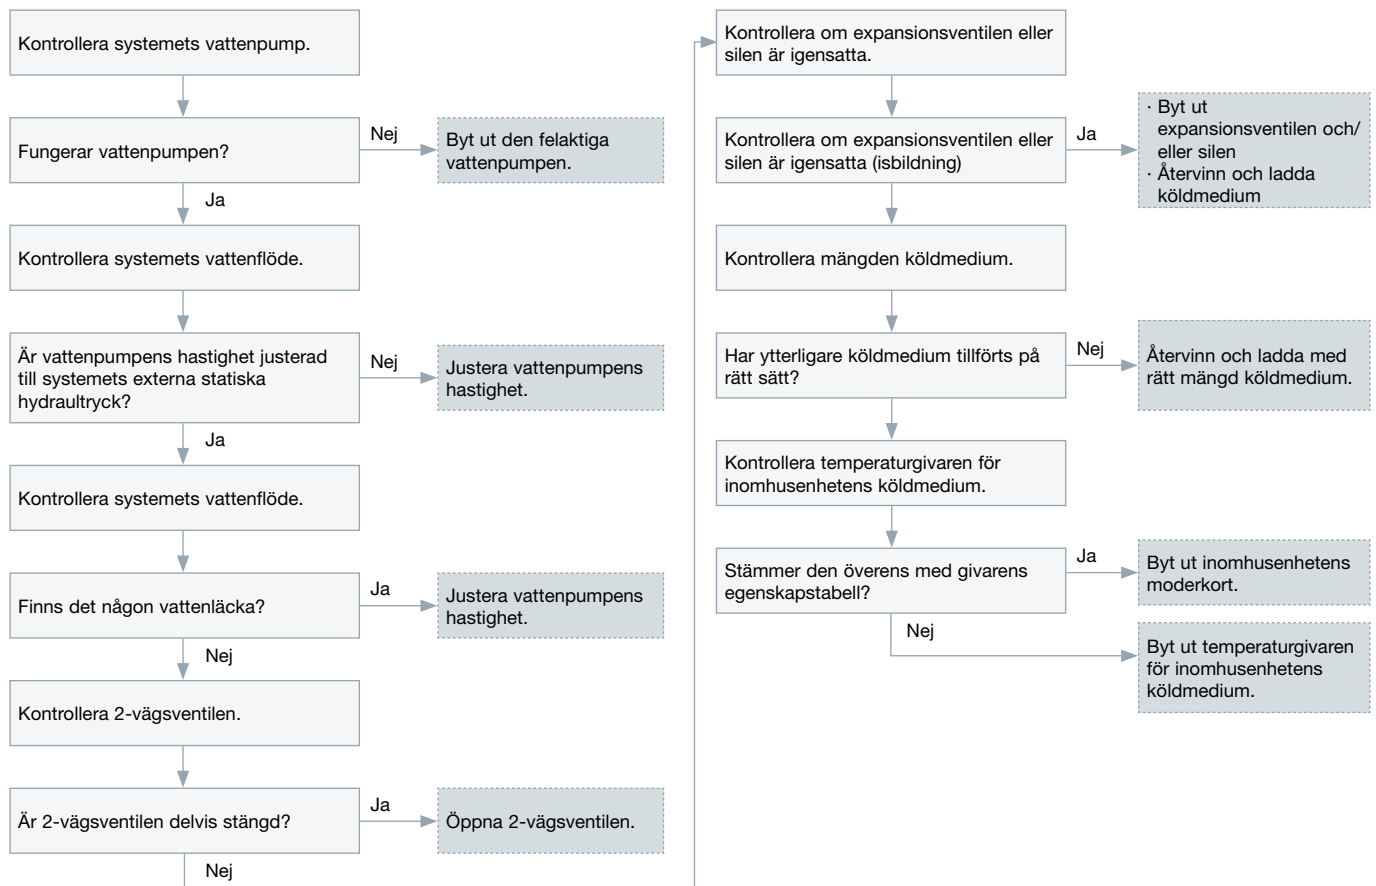 Kontrollera systemets vattenpump.
Fungerar vattenpumpen?
Nej
Byt ut den felaktiga
vattenpumpen.
Ja
Kontrollera systemets vattenflöde.
Är vattenpumpens hastighet justerad
till systemets externa statiska
hydraultryck?
Nej
Justera vattenpumpens
hastighet.
Ja
Kontrollera systemets vattenflöde.
Finns det någon vattenläcka?
Ja
Justera vattenpumpens
hastighet.
Nej
Kontrollera 2-vägsventilen.
Är 2-vägsventilen delvis stängd?
Ja
Öppna 2-vägsventilen.
Nej
Kontrollera om expansionsventilen eller
silen är igensatta.
Kontrollera om expansionsventilen eller
silen är igensatta (isbildning)
Ja
· Byt ut
expansionsventilen och/
eller silen
· Återvinn och ladda
köldmedium
Kontrollera mängden köldmedium.
Har ytterligare köldmedium tillförts på
rätt sätt?
Nej
Återvinn och ladda med
rätt mängd köldmedium.
Kontrollera temperaturgivaren för
inomhusenhetens köldmedium.
Stämmer den överens med givarens
egenskapstabell?
Ja
Byt ut inomhusenhetens
moderkort.
Nej
Byt ut temperaturgivaren
för inomhusenhetens
köldmedium.